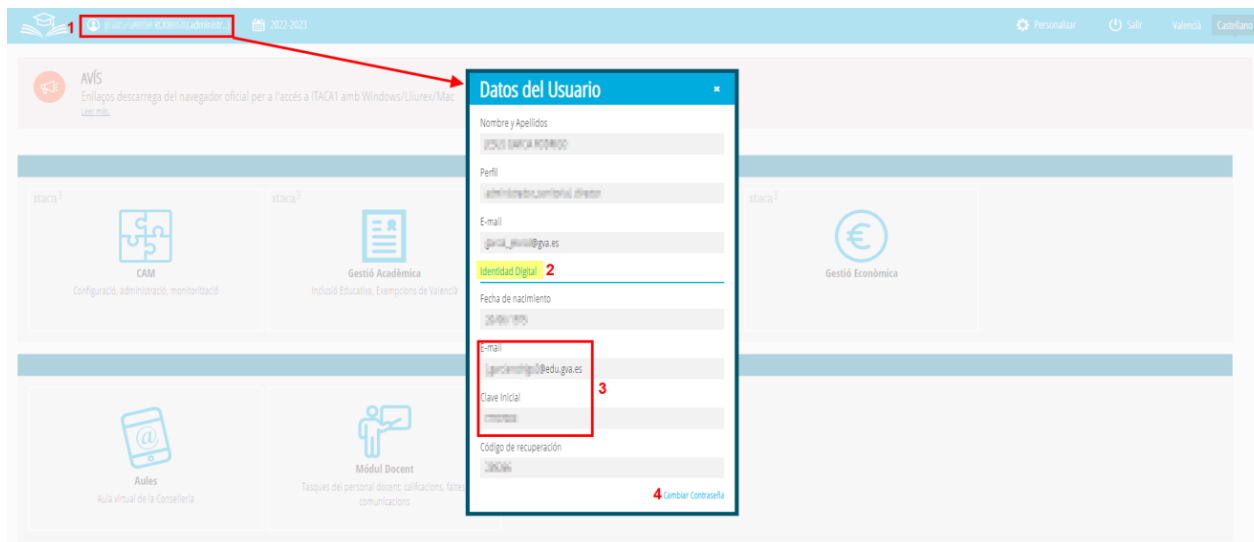 1
2022-2023
Personalizar
Salir
Valencià
Castellano
AVÍS
Enllaços descarrega del navegador oficial per a l'accés a ITACA1 amb Windows/Lliurex/Mac
Leer más.
itaca3
CAM
Configuració, administració, monitorització
itaca3
Gestió Acadèmica
Inclusió Educativa, Exempcions de Valencià
itaca3
Gestió Econòmica
Aules
Aula virtual de la Conselleria
Mòdul Docent
Tasques del personal docent: calificacions, faltes,
comunicacions
Datos del Usuario
×
Nombre y Apellidos
Perfil
E-mail
@gva.es
Identidad Digital 2
Fecha de nacimiento
E-mail
@edu.gva.es
3
Clave Inicial
Código de recuperación
4 Cambiar Contraseña